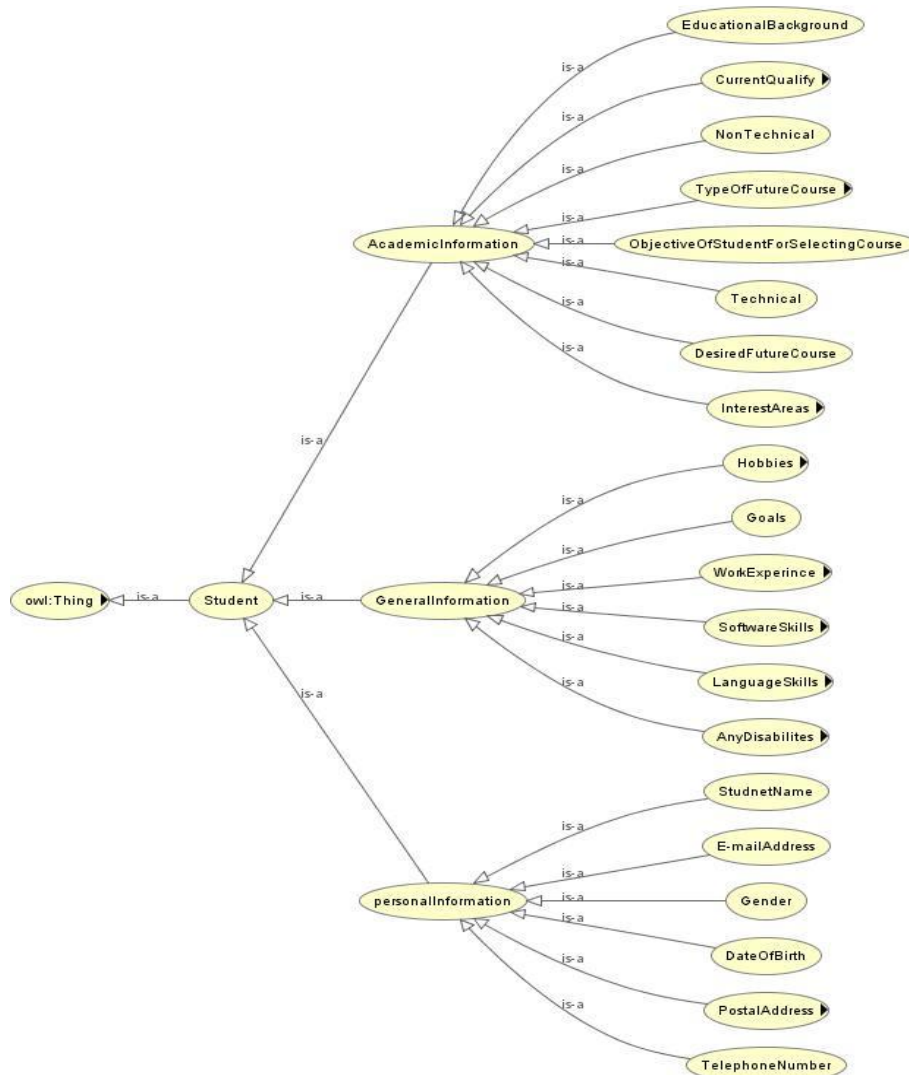 EducationalBackground
is-a
CurrentQualify
is-a
NonTechnical
is-a
TypeOfFutureCourse
is-a
AcademicInformation
is-a
ObjectiveOfStudentForSelectingCourse
is-a
Technical
is-a
DesiredFutureCourse
is-a
InterestAreas
is-a
Hobbies
is-a
Goals
is-a
WorkExperince
is-a
owl:Thing
is-a
Student
is-a
GeneralInformation
is-a
SoftwareSkills
LanguageSkills
is-a
AnyDisabilites
is-a
StudnetName
is-a
E-mailAddress
is-a
personalInformation
is-a
Gender
is-a
DateOfBirth
is-a
PostalAddress
is-a
TelephoneNumber